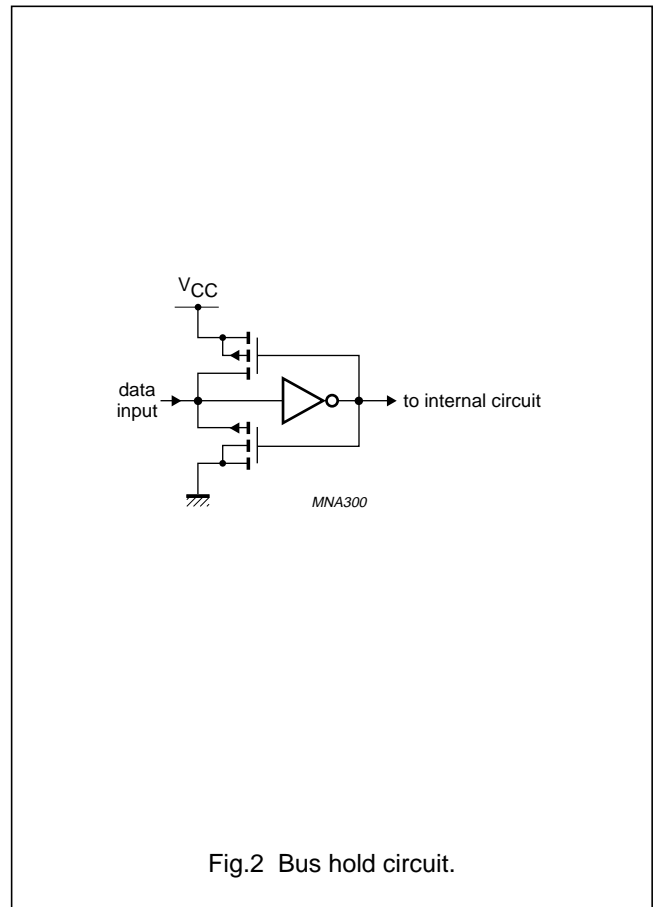 VCC
data
input
to internal circuit
MNA300
Fig.2 Bus hold circuit.